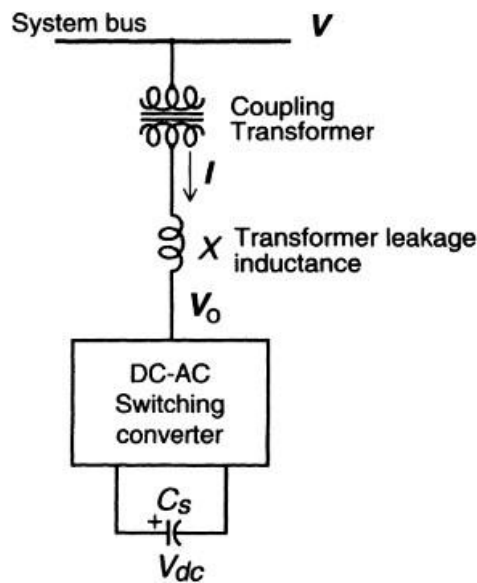 System bus
V
Coupling
Transformer
I
X Transformer leakage
inductance
Vo
DC-AC
Switching
converter
Cs
+
Vdc